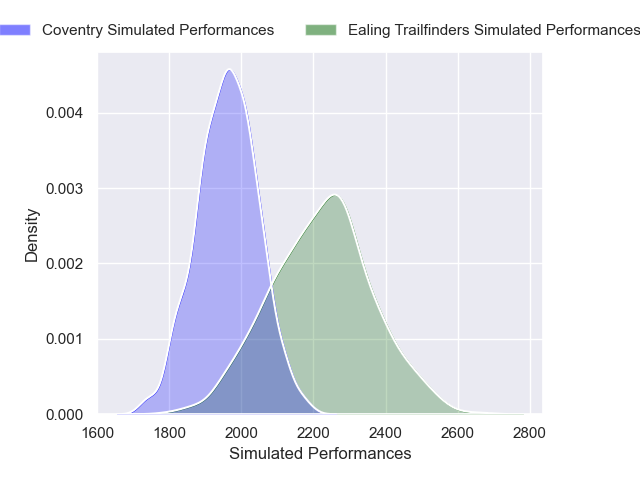 Coventry Simulated Performances
Ealing Trailfinders Simulated Performances
0.004
0.003
0.002
0.001
0.000
Density
1600 1800 2000 2200 2400 2600 2800
Simulated Performances